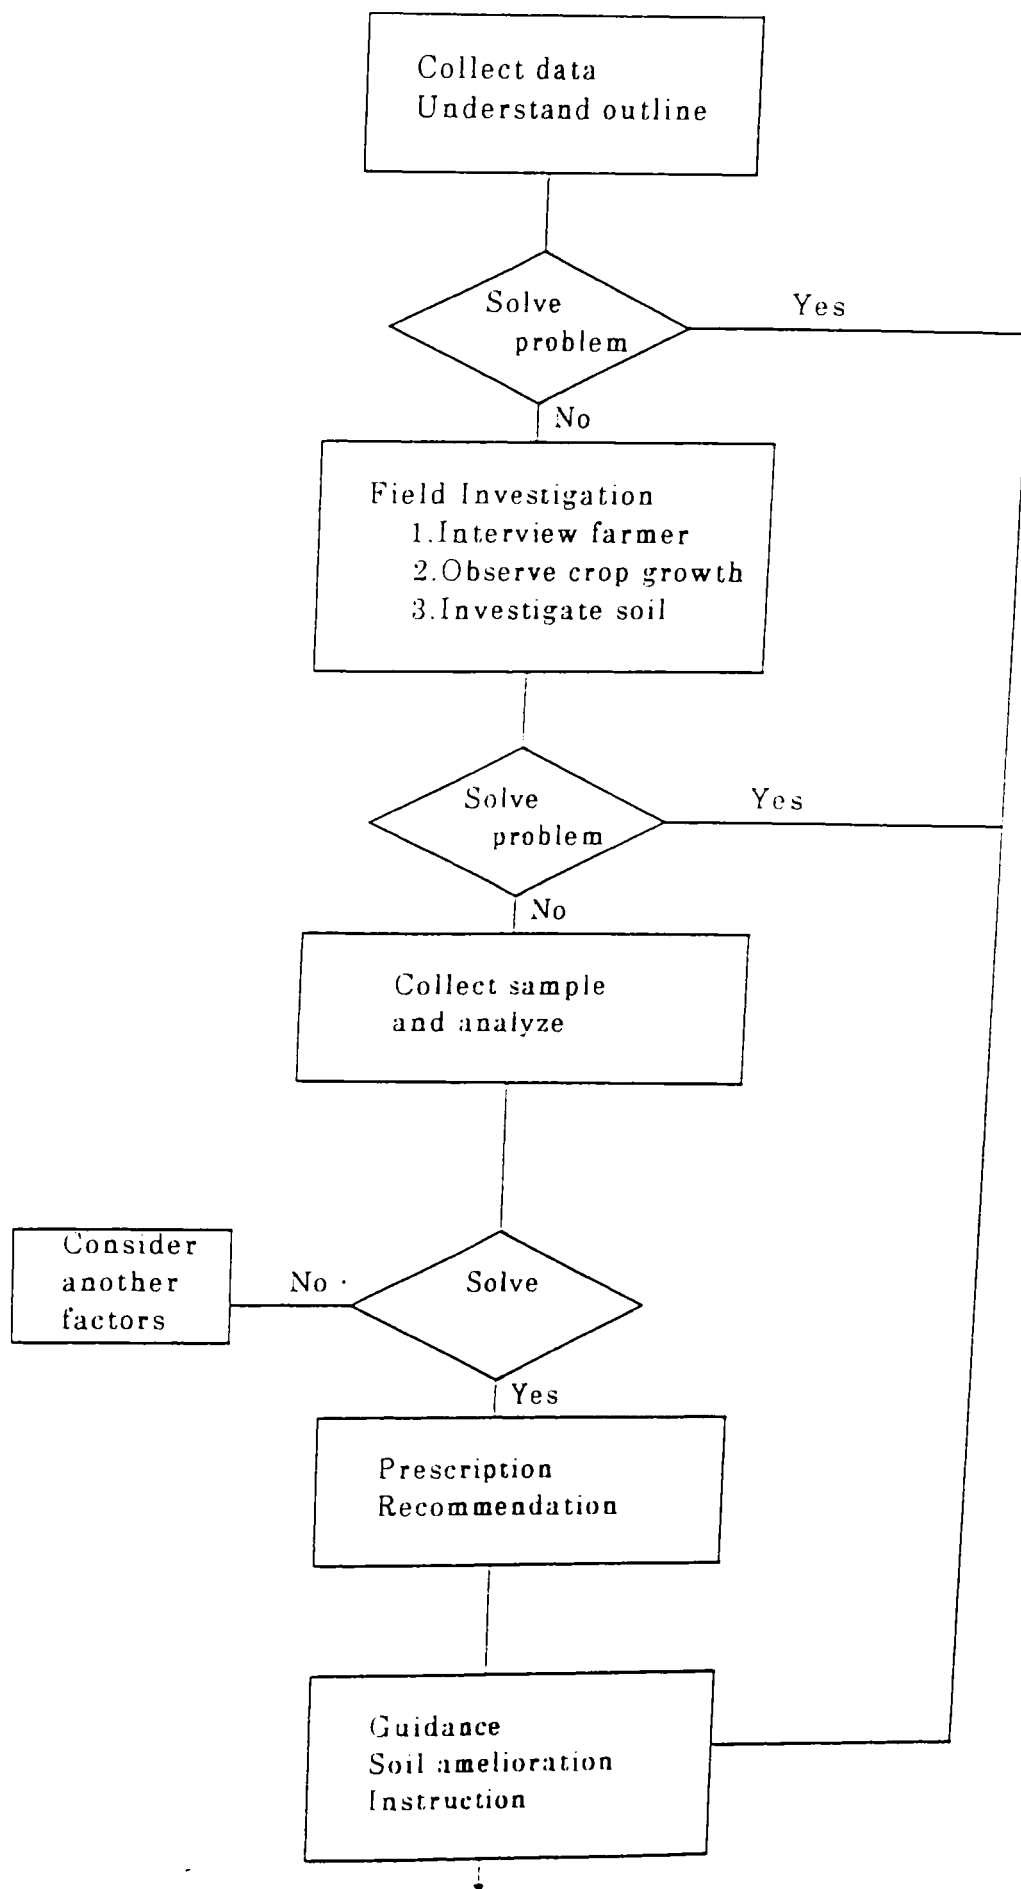 Collect data
Understand outline
Solve
problem
Yes
No
Field Investigation
1.Interview farmer
2.Observe crop growth
3.Investigate soil
Solve
problem
Yes
No
Collect sample
and analyze
Consider
another
factors
No
Solve
Yes
Prescription
Recommendation
Guidance
Soil amelioration
Instruction